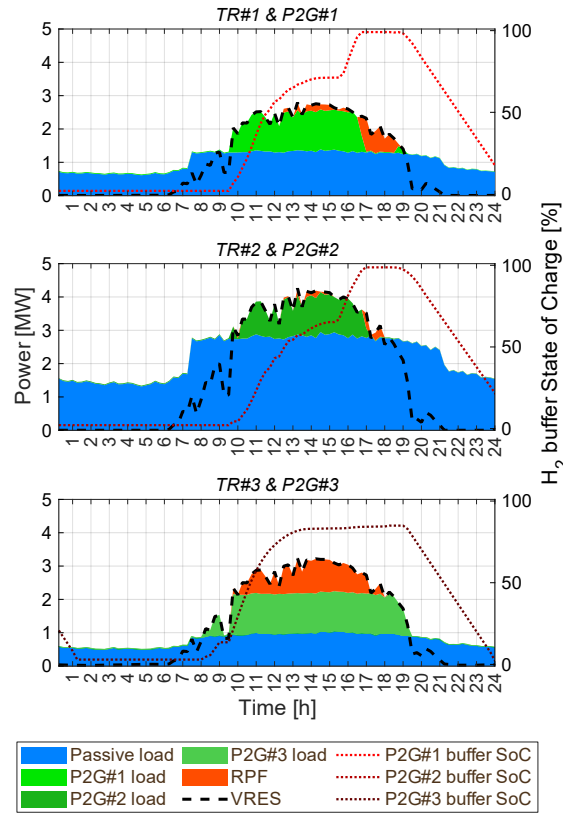 TR#1 & P2G#1
5
4
3
2
1
0
100
50
0
1 2 3 4 5 6 7 8 9 10 11 12 13 14 15 16 17 18 19 20 21 22 23 24
TR#2 & P2G#2
5
4
3
2
1
0
100
50
0
1 2 3 4 5 6 7 8 9 10 11 12 13 14 15 16 17 18 19 20 21 22 23 24
Power [MW]
H2 buffer State of Charge [%]
TR#3 & P2G#3
5
4
3
2
1
0
100
50
0
1 2 3 4 5 6 7 8 9 10 11 12 13 14 15 16 17 18 19 20 21 22 23 24
Time [h]
Passive load P2G#3 load P2G#1 buffer SoC
P2G#1 load RPF P2G#2 buffer SoC
P2G#2 load VRES P2G#3 buffer SoC